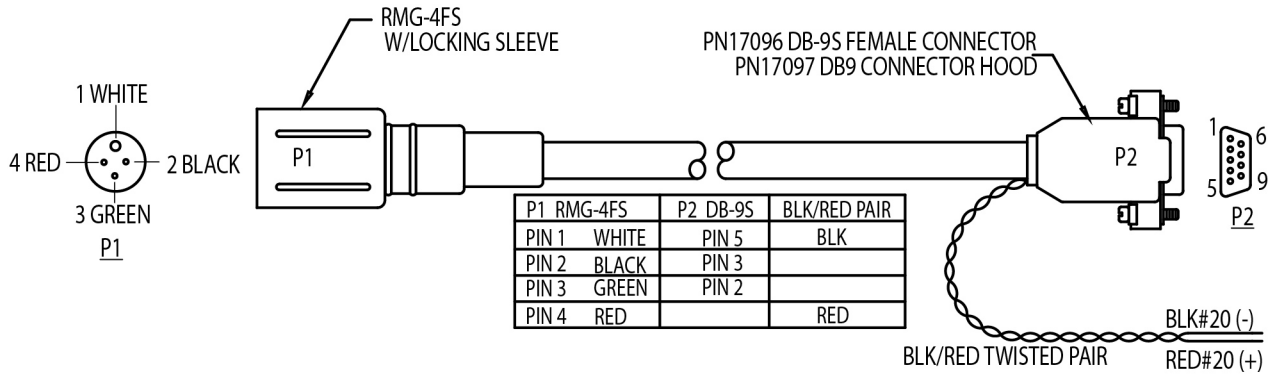 RMG-4FS
W/LOCKING SLEEVE
PN17096 DB-9S FEMALE CONNECTOR
PN17097 DB9 CONNECTOR HOOD
1 WHITE
4 RED
2 BLACK
3 GREEN
P1
P1
P2
1
6
5
9
P2
P1 RMG-4FS P2 DB-9S BLK/RED PAIR
PIN 1 WHITE PIN 5 BLK
PIN 2 BLACK PIN 3
PIN 3 GREEN PIN 2
PIN 4 RED RED
BLK/RED TWISTED PAIR
BLK#20 (-)
RED#20 (+)